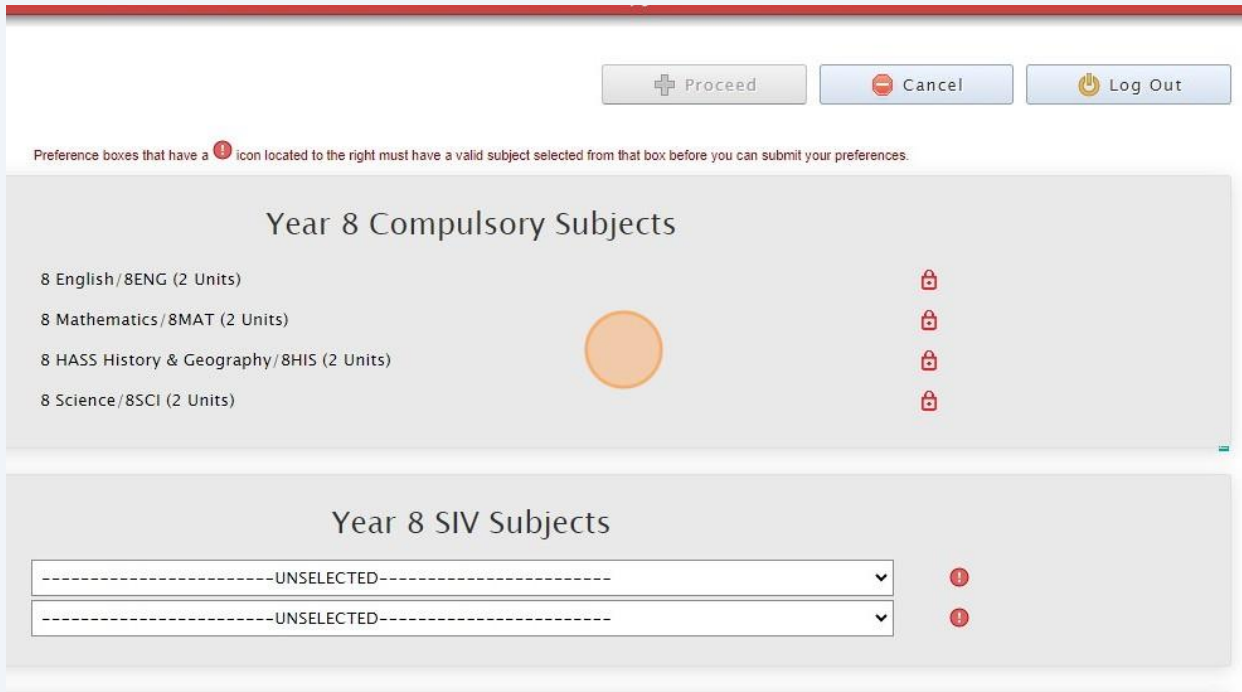 Proceed
Cancel
Log Out
Preference boxes that have a icon located to the right must have a valid subject selected from that box before you can submit your preferences.
Year 8 Compulsory Subjects
8 English/8ENG (2 Units)
8 Mathematics/8MAT (2 Units)
8 HASS History & Geography/8HIS (2 Units)
8 Science/8SCI (2 Units)
Year 8 SIV Subjects
------------------------UNSELECTED------------------------
------------------------UNSELECTED------------------------